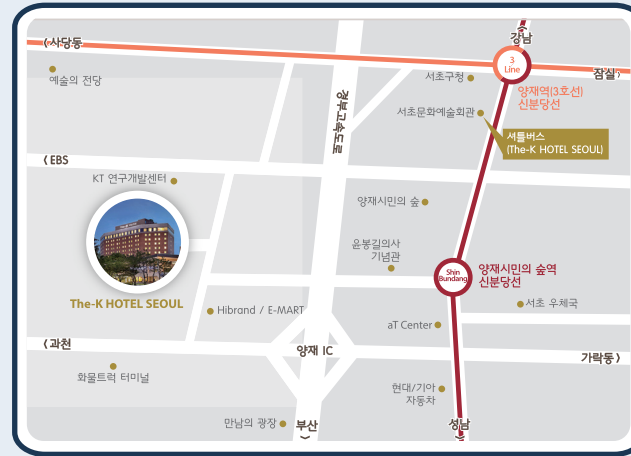 〈사당동
강남
3
Line
잠실〉
예술의 전당
서초구청
양재역(3호선)
신분당선
경부고속도로
서초문화예술회관
셔틀버스
(The-K HOTEL SEOUL)
〈EBS
KT 연구개발센터
양재시민의 숲
윤봉길의사
기념관
Shin
Bundang
양재시민의 숲역
신분당선
The-K HOTEL SEOUL
Hibrand / E-MART
서초 우체국
aT Center
〈과천
양재 IC
가락동〉
화물트럭 터미널
현대/기아
자동차
만남의 광장
부산
성남